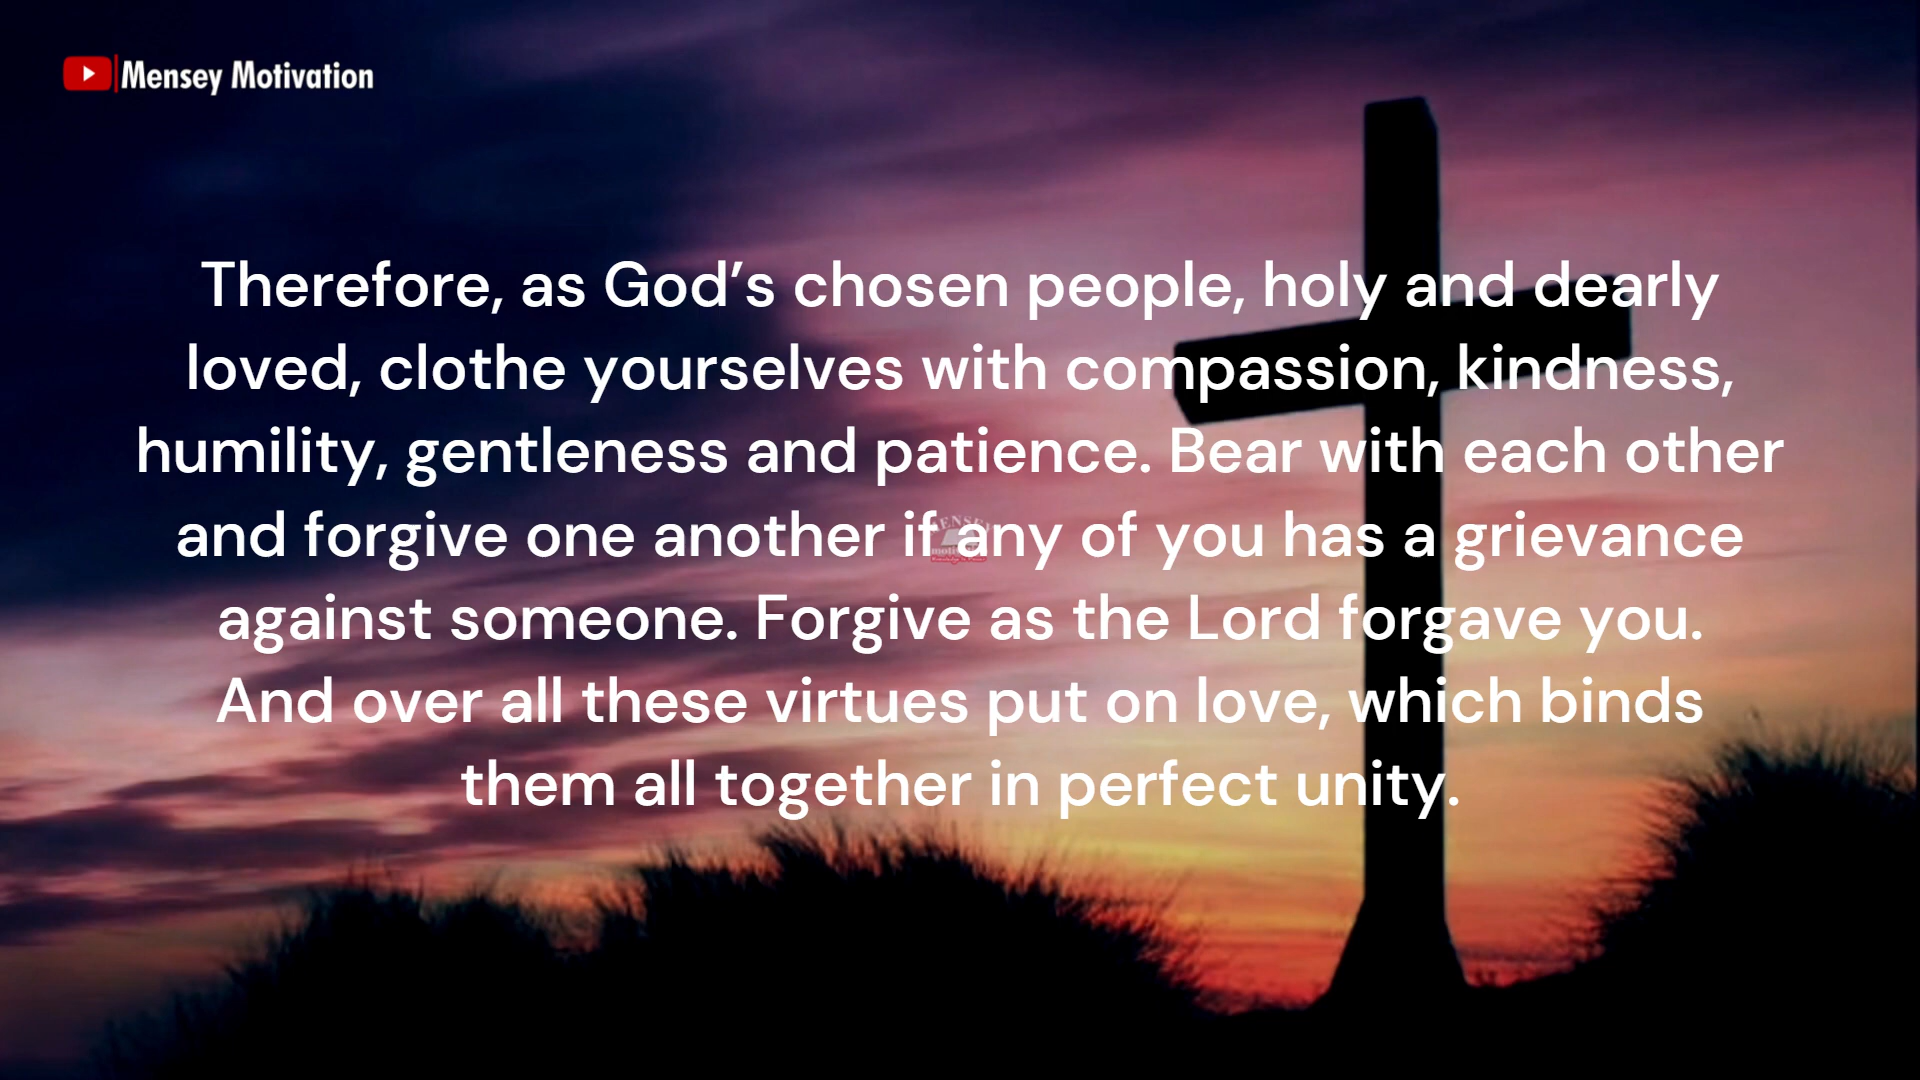 Mensey Motivation
Therefore, as God’s chosen people, holy and dearly
loved, clothe yourselves with compassion, kindness,
humility, gentleness and patience. Bear with each other
and forgive one another if any of you has a grievance
against someone. Forgive as the Lord forgave you.
And over all these virtues put on love, which binds
them all together in perfect unity.